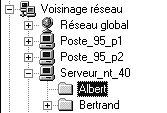 Voisinage réseau
Réseau global
Poste_95_p1
Poste_95_p2
Serveur_nt_40
Albert
Bertrand